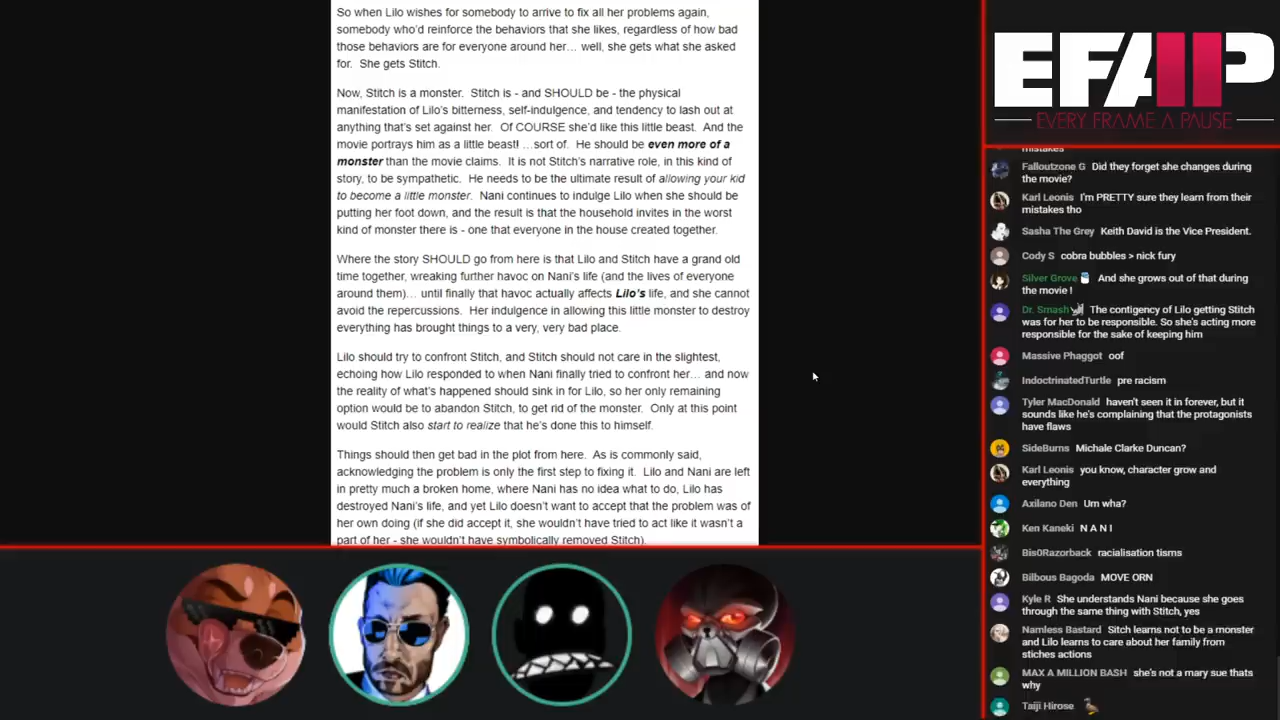 So when Lilo wishes for somebody to arrive to fix all her problems again,
somebody who'd reinforce the behaviors that she likes, regardless of how bad
those behaviors are for everyone around her… well, she gets what she asked
for.  She gets Stitch.
Now, Stitch is a monster.  Stitch is - and SHOULD be - the physical
manifestation of Lilo's bitterness, self-indulgence, and tendency to lash out at
anything that's set against her.  Of COURSE she'd like this little beast.  And the
movie portrays him as a little beast! …sort of.  He should be even more of a
monster than the movie claims.  It is not Stitch's narrative role, in this kind of
story, to be sympathetic.  He needs to be the ultimate result of allowing your kid
to become a little monster.  Nani continues to indulge Lilo when she should be
putting her foot down, and the result is that the household invites in the worst
kind of monster there is - one that everyone in the house created together.
Where the story SHOULD go from here is that Lilo and Stitch have a grand old
time together, wreaking further havoc on Nani's life (and the lives of everyone
around them)… until finally that havoc actually affects Lilo's life, and she cannot
avoid the repercussions.  Her indulgence in allowing this little monster to destroy
everything has brought things to a very, very bad place.
Lilo should try to confront Stitch, and Stitch should not care in the slightest,
echoing how Lilo responded to when Nani finally tried to confront her… and now
the reality of what's happened should sink in for Lilo, so her only remaining
option would be to abandon Stitch, to get rid of the monster.  Only at this point
would Stitch also start to realize that he's done this to himself.
Things should then get bad in the plot from here.  As is commonly said,
acknowledging the problem is only the first step to fixing it.  Lilo and Nani are left
in pretty much a broken home, where Nani has no idea what to do, Lilo has
destroyed Nani's life, and yet Lilo doesn't want to accept that the problem was of
her own doing (if she did accept it, she wouldn't have tried to act like it wasn't a
part of her - she wouldn't have symbolically removed Stitch).
EFAP
EVERY FRAME A PAUSE
mistakes
Falloutzone G Did they forget she changes during
the movie?
Karl Leonis I'm PRETTY sure they learn from their
mistakes tho
Sasha The Grey Keith David is the Vice President.
Cody S cobra bubbles > nick fury
Silver Grove And she grows out of that during
the movie !
Dr. Smash The contigency of Lilo getting Stitch
was for her to be responsible. So she's acting more
responsible for the sake of keeping him
Massive Phaggot oof
IndoctrinatedTurtle pre racism
Tyler MacDonald haven't seen it in forever, but it
sounds like he's complaining that the protagonists
have flaws
SideBurns Michale Clarke Duncan?
Karl Leonis you know, character grow and
everything
Axilano Den Um wha?
Ken Kaneki N A N I
Bis0Razorback racialisation tisms
Bilbous Bagoda MOVE ORN
Kyle R She understands Nani because she goes
through the same thing with Stitch, yes
Namless Bastard Sitch learns not to be a monster
and Lilo learns to care about her family from
stiches actions
MAX A MILLION BASH she's not a mary sue thats
why
Taiji Hirose